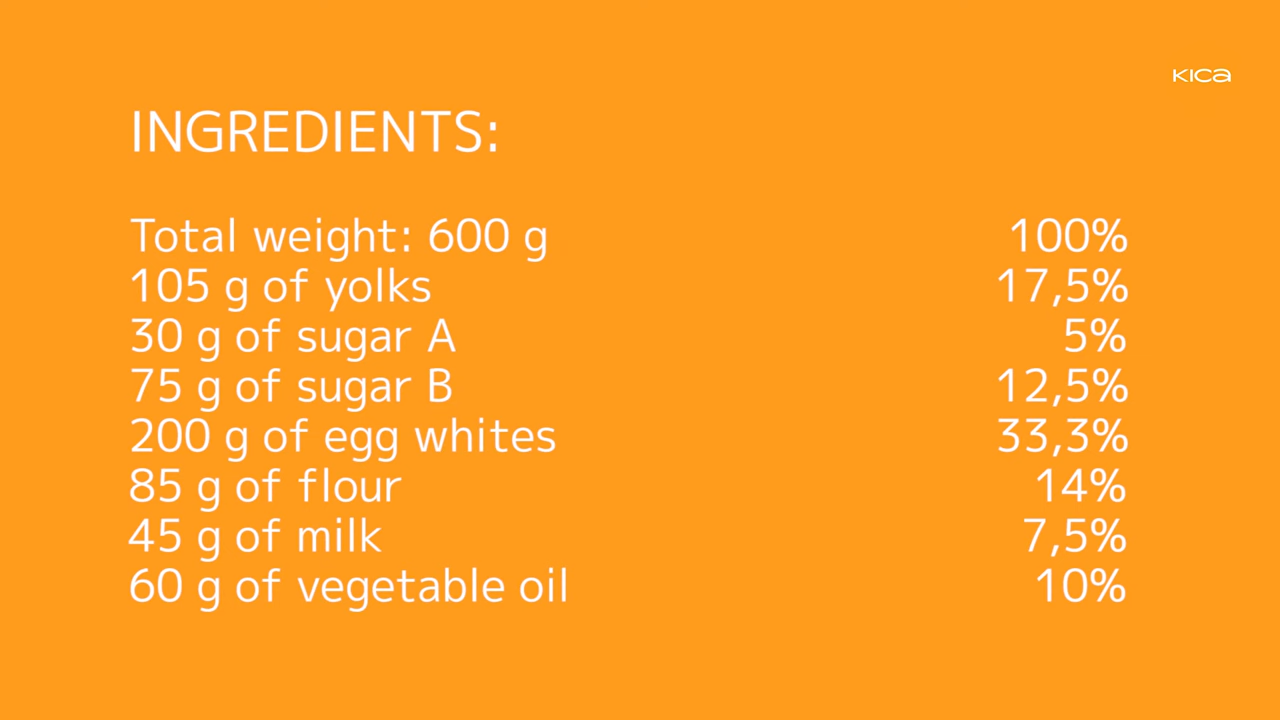 KICA
INGREDIENTS:
Total weight: 600 g 100%
105 g of yolks 17,5%
30 g of sugar A 5%
75 g of sugar B 12,5%
200 g of egg whites 33,3%
85 g of flour 14%
45 g of milk 7,5%
60 g of vegetable oil 10%